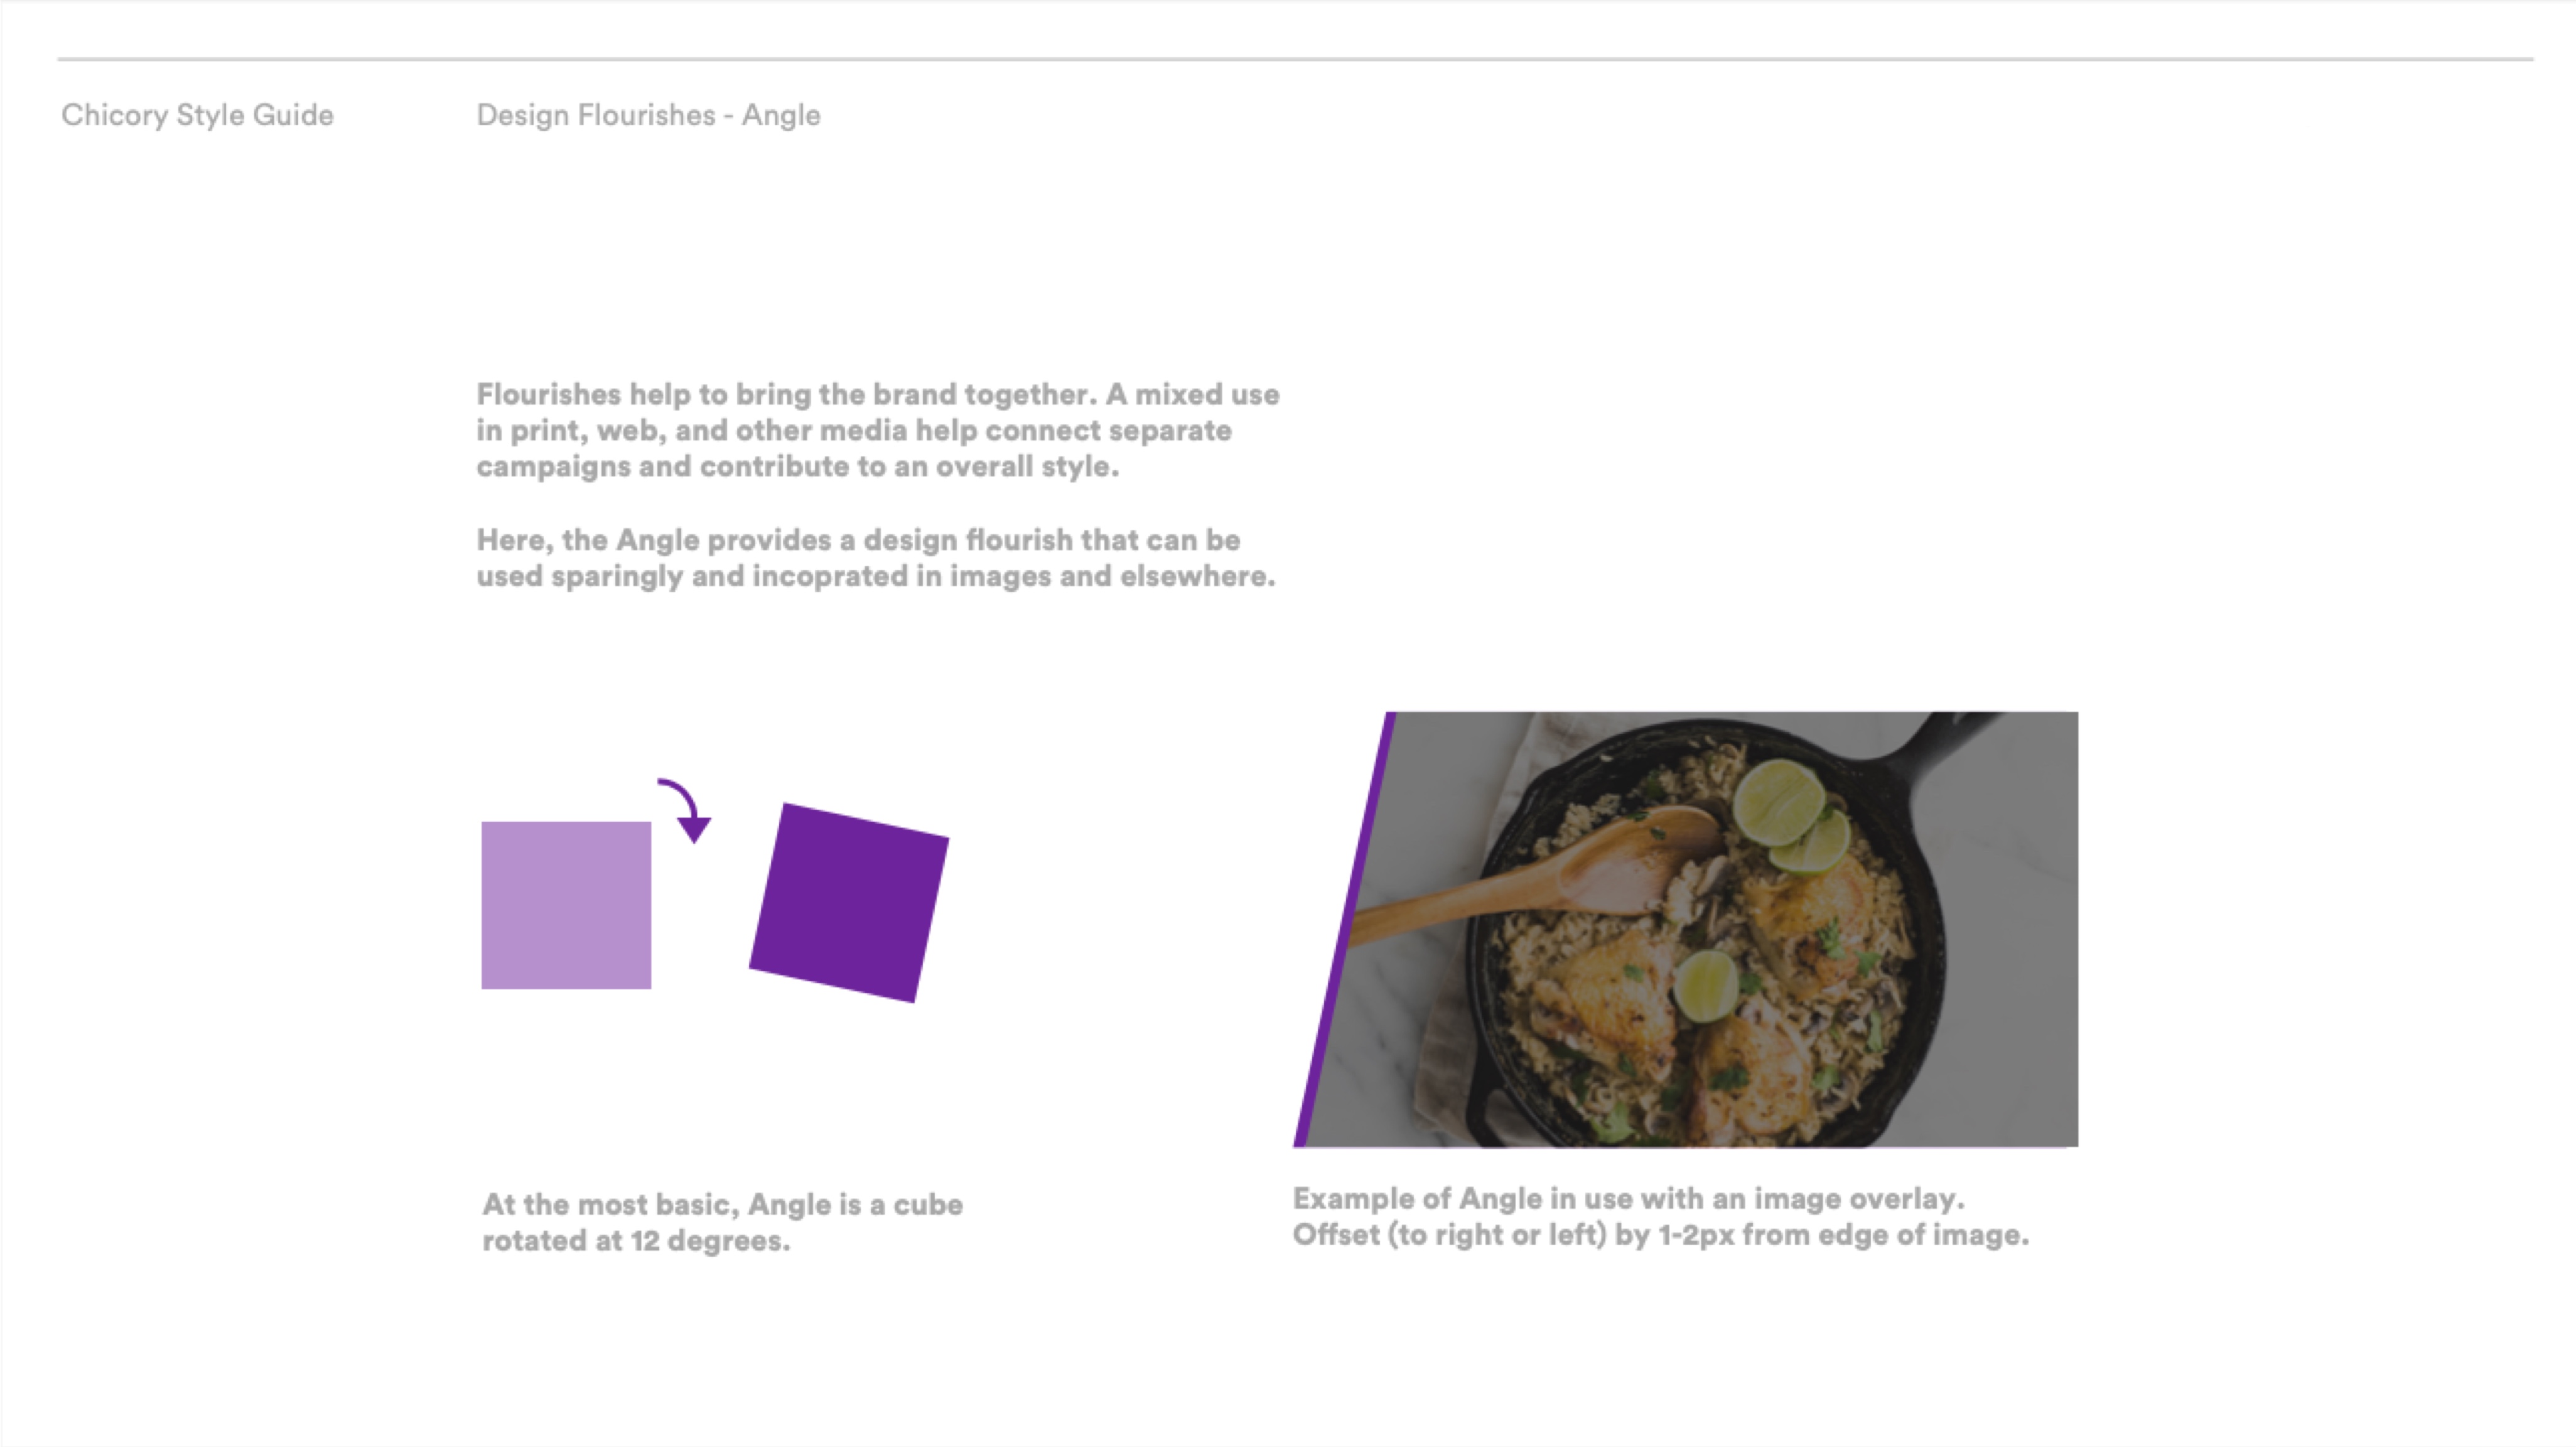 Chicory Style Guide
Design Flourishes - Angle
Flourishes help to bring the brand together. A mixed use
in print, web, and other media help connect separate
campaigns and contribute to an overall style.
Here, the Angle provides a design flourish that can be
used sparingly and incoprated in images and elsewhere.
At the most basic, Angle is a cube
rotated at 12 degrees.
Example of Angle in use with an image overlay.
Offset (to right or left) by 1-2px from edge of image.